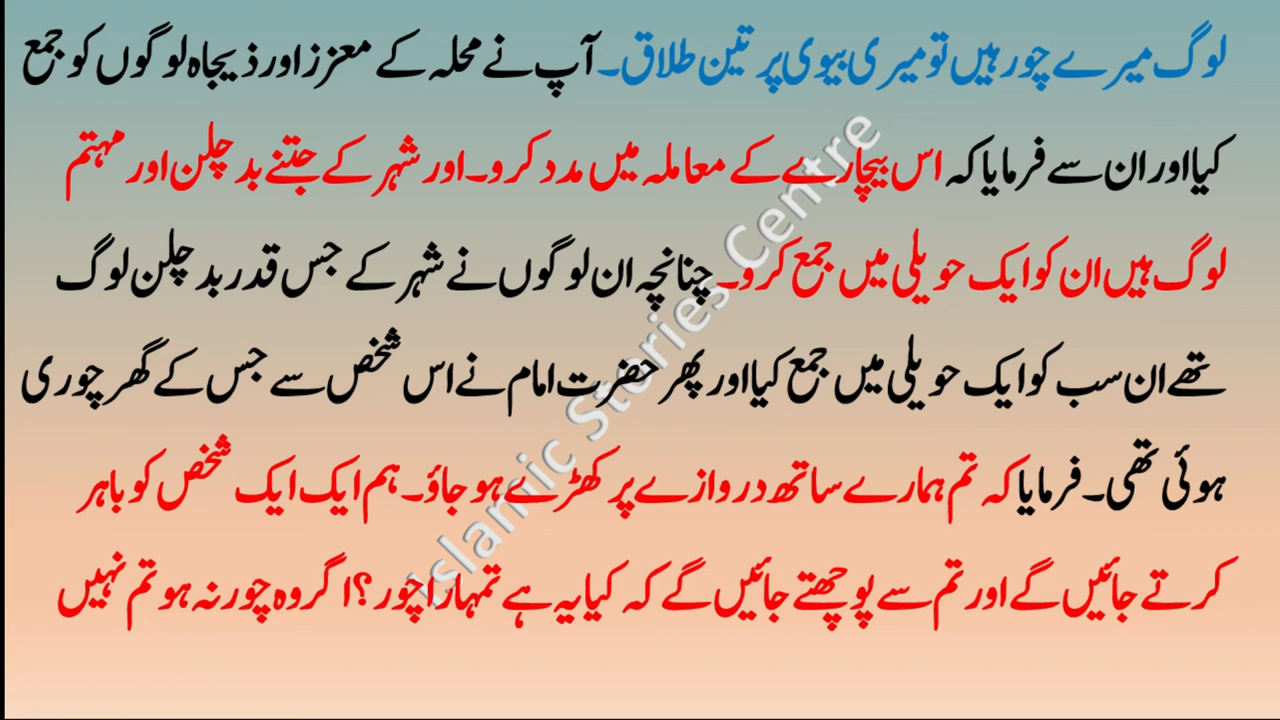 لوگ میرے چور ہیں تو میری بیوی پر تین طلاق۔ آپ نے محلہ کے معزز اور ذیجاہ لوگوں کو جمع
کیا اور ان سے فرمایا کہ اس بیچارے کے معاملہ میں مدد کرو۔ اور شہر کے جتنے بد چلن اور مہتم
لوگ ہیں ان کو ایک حویلی میں جمع کرو۔ چنانچہ ان لوگوں نے شہر کے جس قدر بد چلن لوگ
تھے ان سب کو ایک حویلی میں جمع کیا اور پھر حضرت امام نے اس شخص سے جس کے گھر چوری
ہوئی تھی۔ فرمایا کہ تم ہمارے ساتھ دروازے پر کھڑے ہو جاؤ۔ ہم ایک ایک شخص کو باہر
کرتے جائیں گے اور تم سے پوچھتے جائیں گے کہ کیا یہ ہے تمہارا چور؟ اگر وہ چور نہ ہو تم نہیں
Islamic Stories Centre